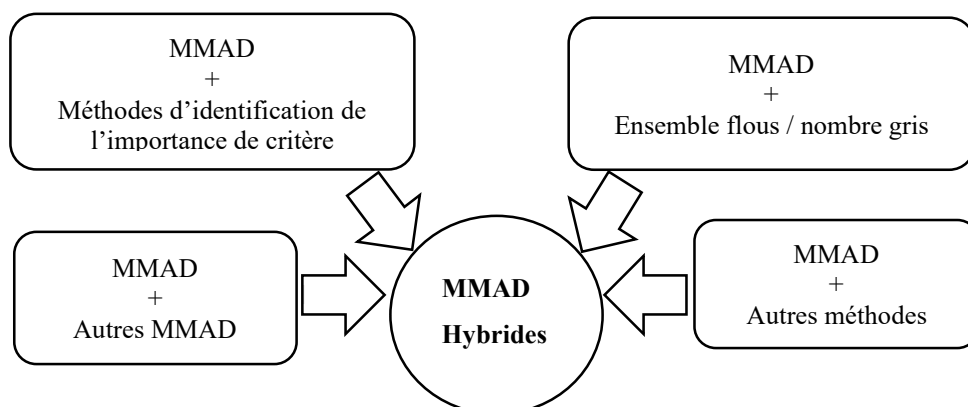 MMAD
+
Méthodes d’identification de
l’importance de critère
MMAD
+
Ensemble flous / nombre gris
MMAD
+
Autres MMAD
MMAD
Hybrides
MMAD
+
Autres méthodes